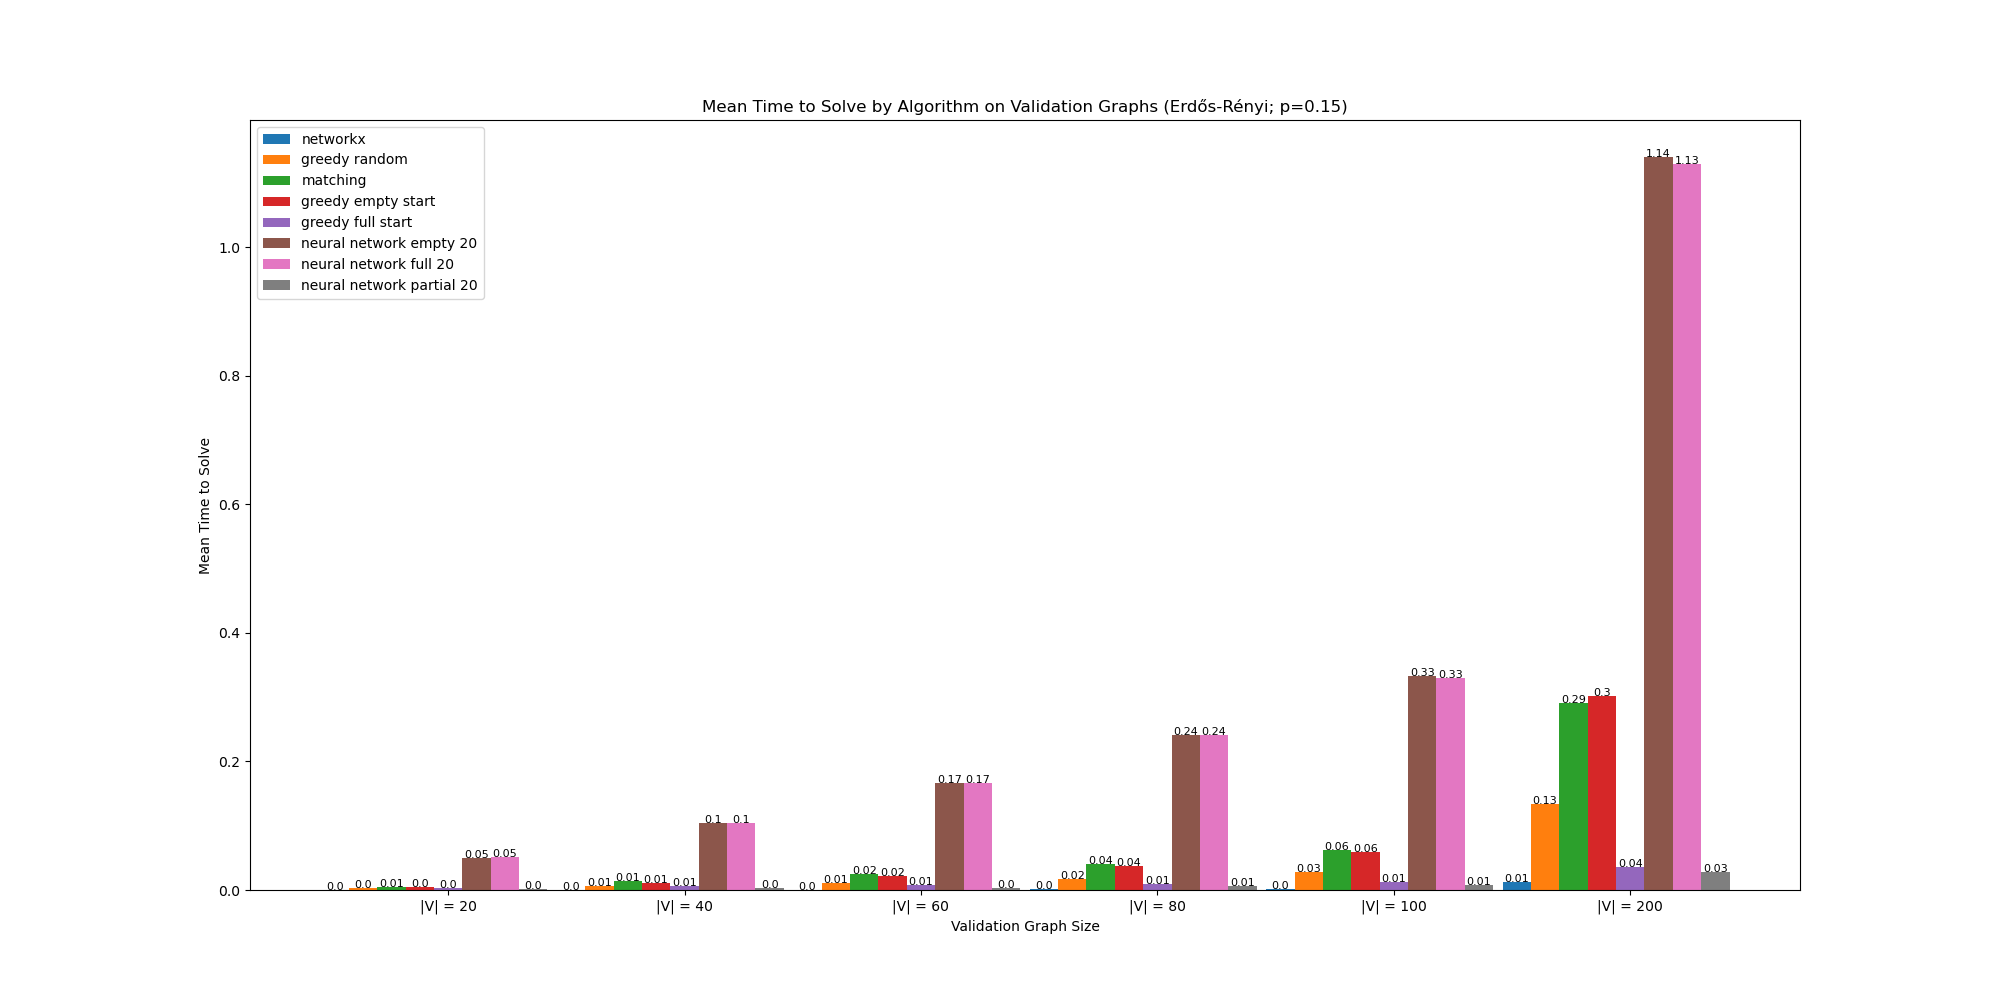 Mean Time to Solve by Algorithm on Validation Graphs (Erdős-Rényi; p=0.15)
networkx
greedy random
matching
greedy empty start
greedy full start
neural network empty 20
neural network full 20
neural network partial 20
Mean Time to Solve
1.0
0.8
0.6
0.4
0.2
0.0
0.0 0.0 0.01 0.0 0.0 0.05 0.05 0.0
0.0 0.01 0.01 0.01 0.01 0.1 0.1 0.0
0.0 0.01 0.02 0.02 0.01 0.17 0.17 0.0
0.0 0.02 0.04 0.04 0.01 0.24 0.24 0.01
0.0 0.03 0.06 0.06 0.01 0.33 0.33 0.01
0.01 0.13 0.29 0.3 0.04 1.14 1.13 0.03
|V| = 20 |V| = 40 |V| = 60 |V| = 80 |V| = 100 |V| = 200
Validation Graph Size